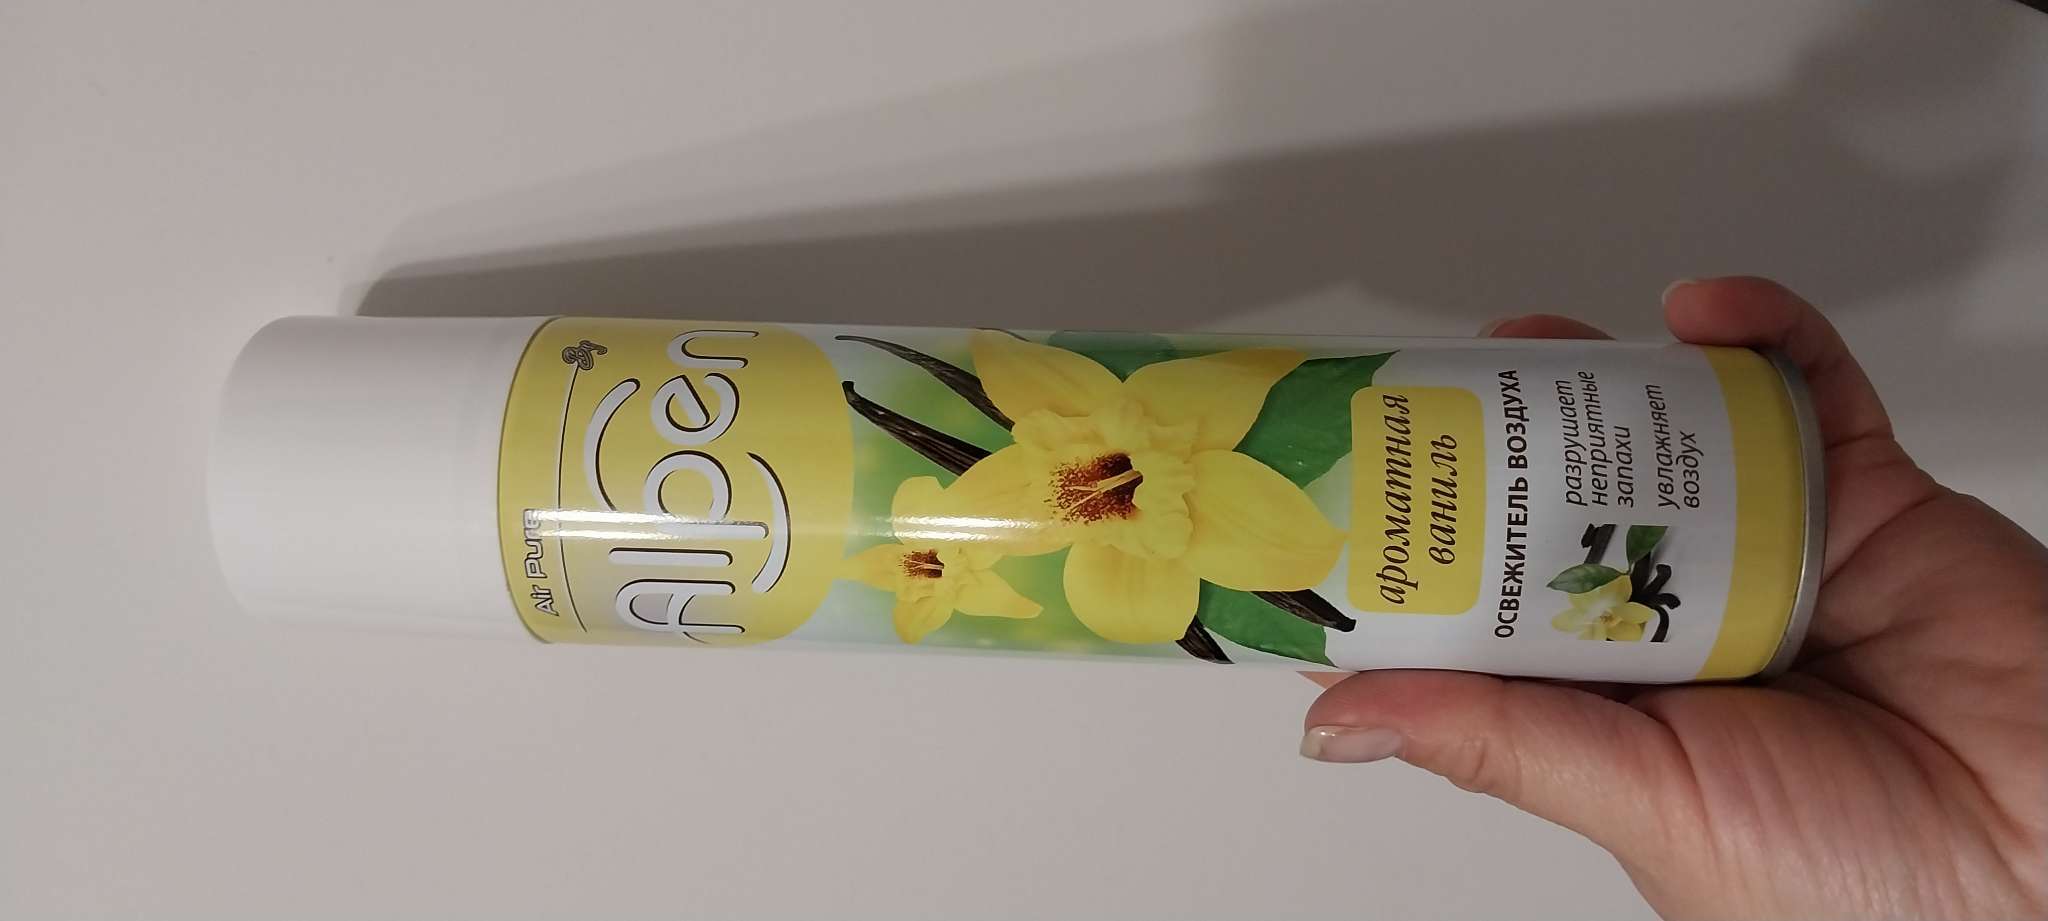 Air Pure
Alpen
ароматная
ваниль
ОСВЕЖИТЕЛЬ ВОЗДУХА
разрушает
неприятные
запахи
увлажняет
воздух